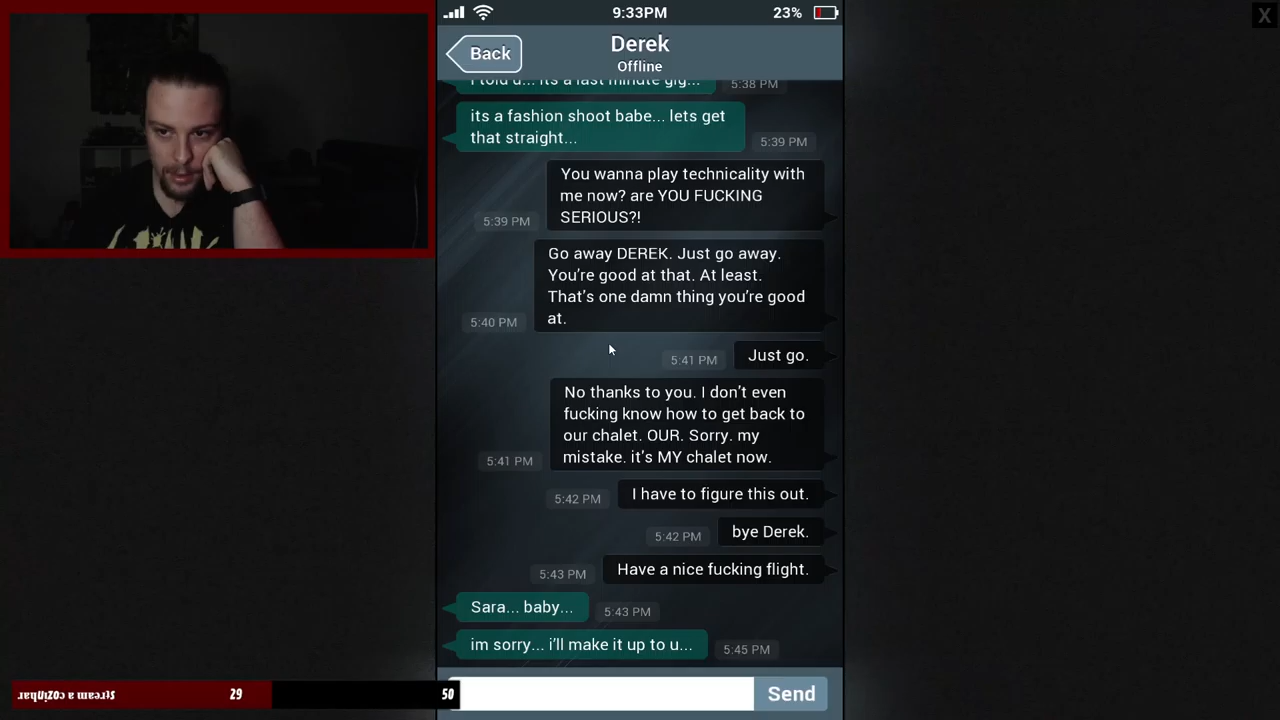 9:33PM
23%
X
Back
Derek
Offline
I told u... its a last minute gig...
5:38 PM
its a fashion shoot babe... lets get
that straight...
5:39 PM
You wanna play technicality with
me now? are YOU FUCKING
SERIOUS?!
5:39 PM
Go away DEREK. Just go away.
You're good at that. At least.
That's one damn thing you're good
at.
5:40 PM
Just go.
5:41 PM
No thanks to you. I don't even
fucking know how to get back to
our chalet. OUR. Sorry. my
mistake. it's MY chalet now.
5:41 PM
I have to figure this out.
5:42 PM
bye Derek.
5:42 PM
Have a nice fucking flight.
5:43 PM
Sara... baby...
5:43 PM
im sorry... i'll make it up to u...
5:45 PM
Send
29
50